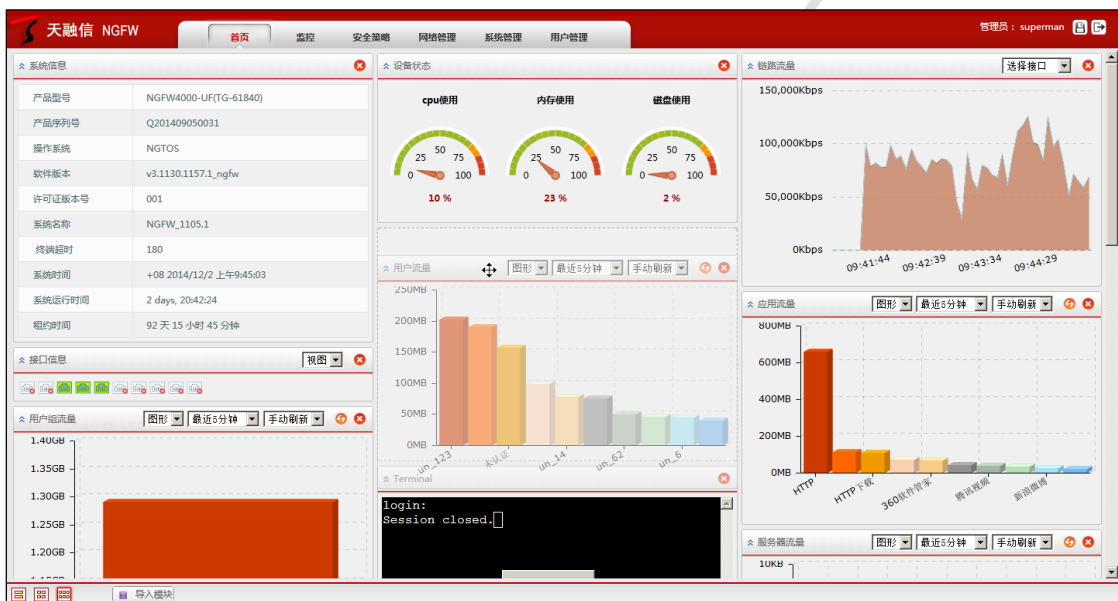 天融信 NGFW
首页 监控 安全策略 网络管理 系统管理 用户管理
管理员： superman
系统信息
产品型号 NGFW4000-UF(TG-61840)
产品序列号 Q201409050031
操作系统 NGTOS
软件版本 v3.1130.1157.1_ngfw
许可证版本号 001
系统名称 NGFW_1105.1
终端超时 180
系统时间 +08 2014/12/2 上午9:45:03
系统运行时间 2 days, 20:42:24
租约时间 92 天 15 小时 45 分钟
接口信息 视图
用户组流量 图形 最近5分钟 手动刷新
1.40GB
1.35GB
1.30GB
1.25GB
1.20GB
设备状态
cpu使用 内存使用 磁盘使用
0 25 50 75 100
0 25 50 75 100
0 25 50 75 100
10 % 23 % 2 %
用户流量 图形 最近5分钟 手动刷新
250MB
200MB
150MB
100MB
50MB
0MB
un_123 未认证 un_14 un_62 un_6
Terminal
login:
Session closed.
链路流量 选择接口
150,000Kbps
100,000Kbps
50,000Kbps
0Kbps
09:41:44 09:42:39 09:43:34 09:44:29
应用流量 图形 最近5分钟 手动刷新
800MB
600MB
400MB
200MB
0MB
HTTP HTTP下载 360软件管家 腾讯视频 新浪微博
服务器流量 图形 最近5分钟 手动刷新
10KB
导入模块